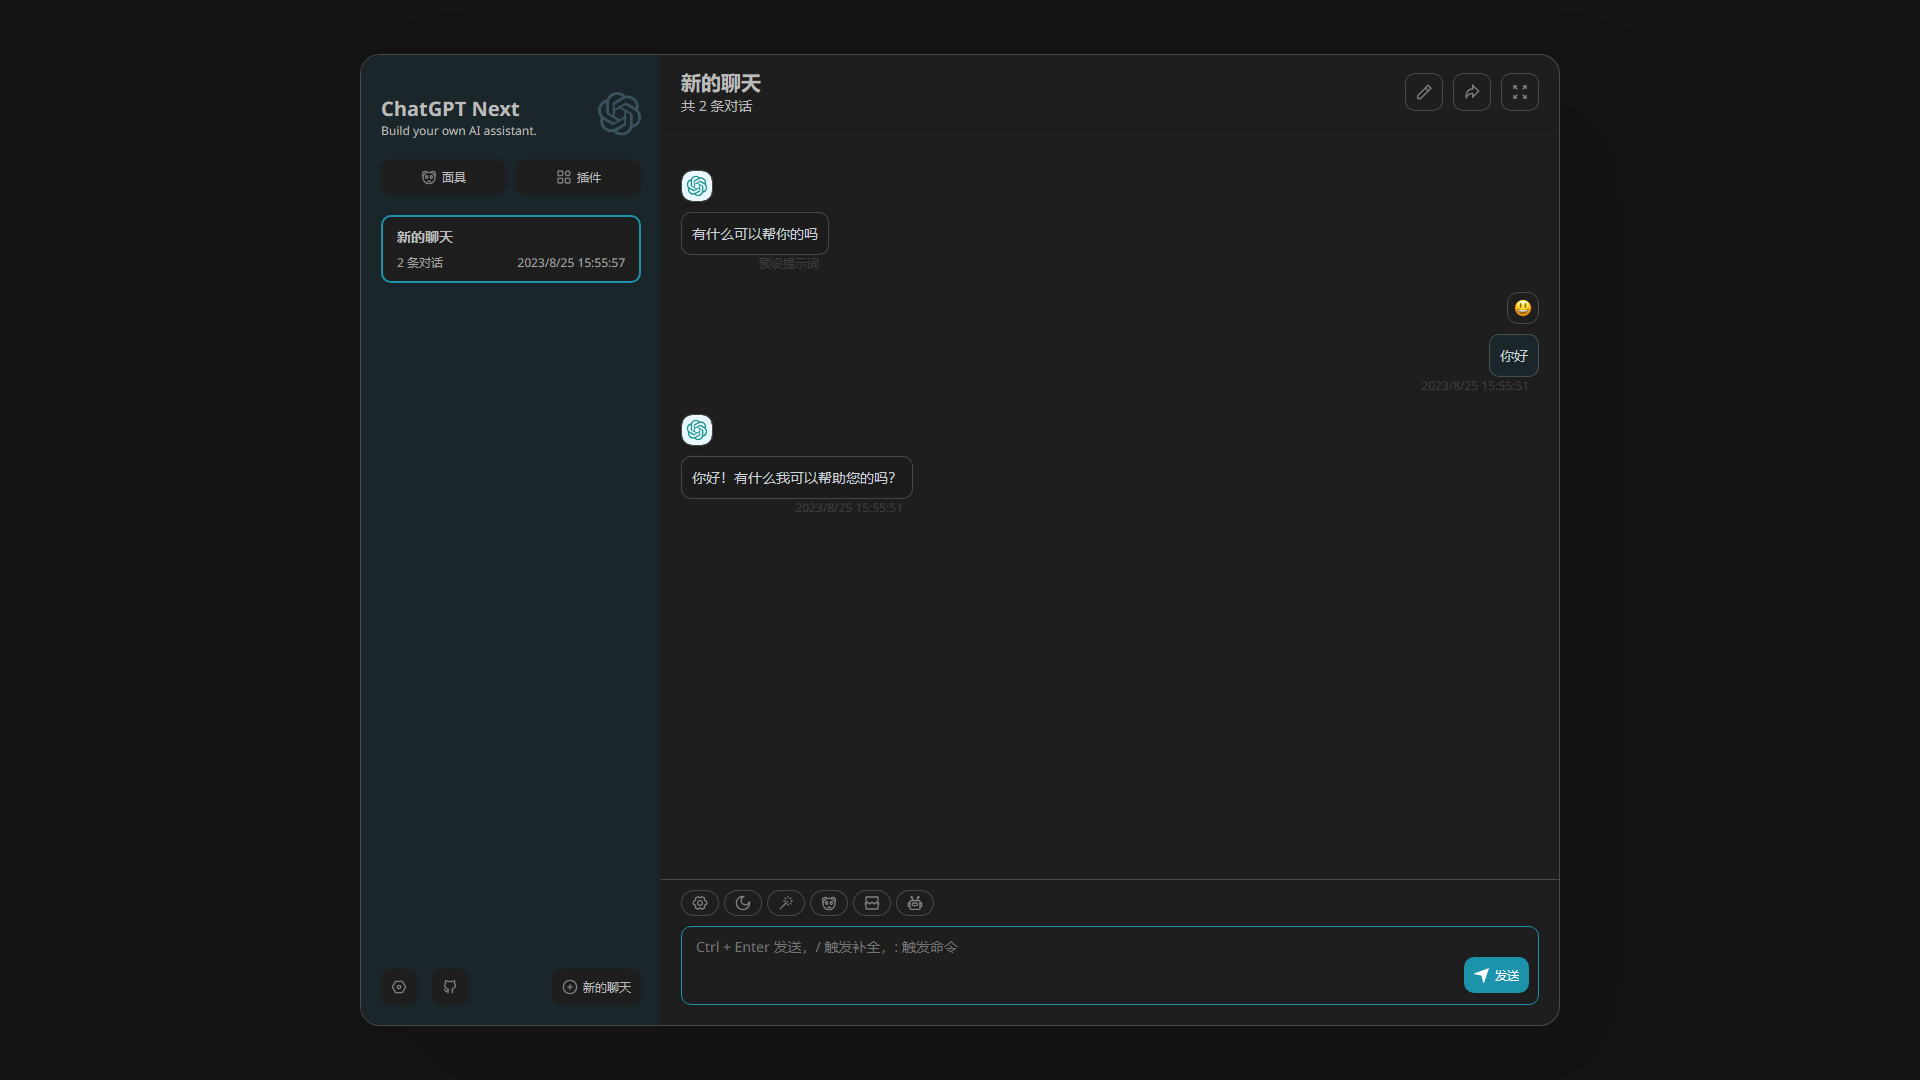 ChatGPT Next
Build your own AI assistant.
面具
插件
新的聊天
2 条对话 2023/8/25 15:55:57
新的聊天
新的聊天
共 2 条对话
有什么可以帮你的吗
预设提示词
你好
2023/8/25 15:55:51
你好！有什么我可以帮助您的吗？
2023/8/25 15:55:51
Ctrl + Enter 发送，/ 触发补全，: 触发命令
发送